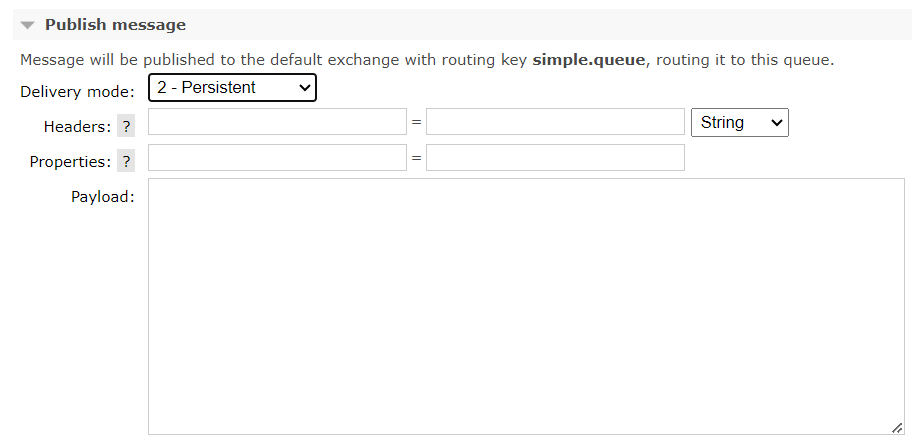 Publish message
Message will be published to the default exchange with routing key simple.queue, routing it to this queue.
Delivery mode: 2 - Persistent
Headers: ? = String
Properties: ? =
Payload: